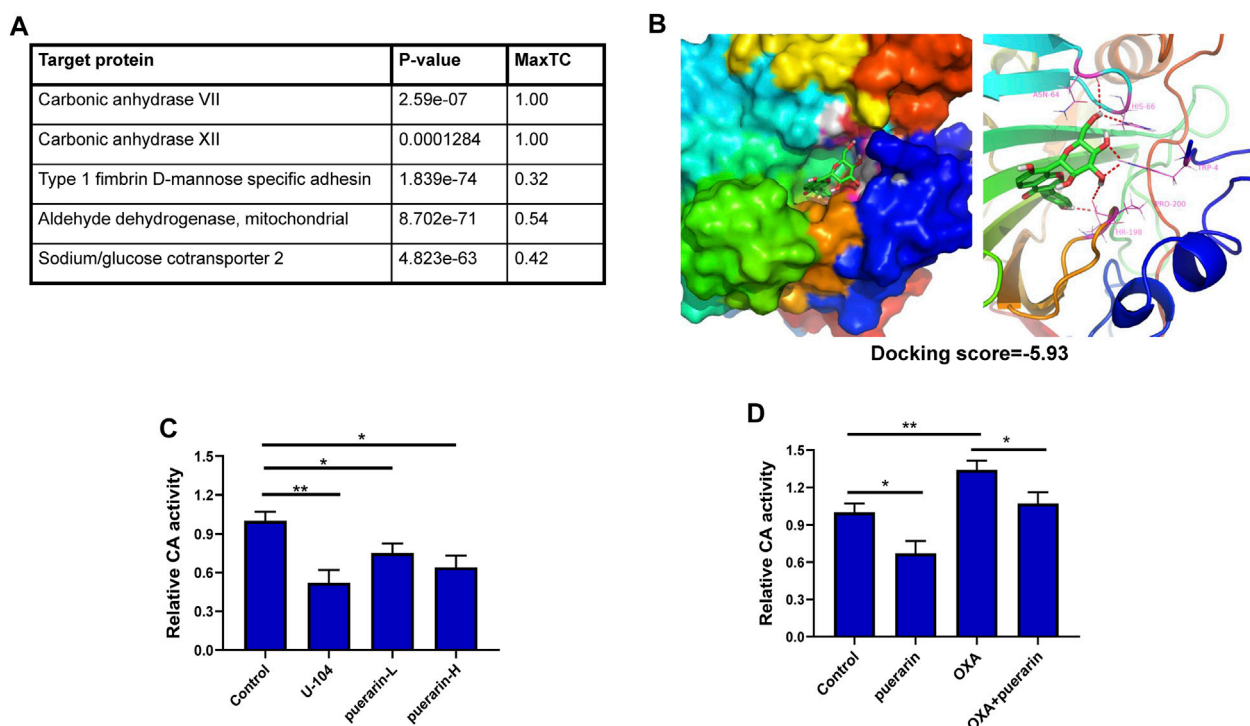 A
Target protein P-value MaxTC
Carbonic anhydrase VII 2.59e-07 1.00
Carbonic anhydrase XII 0.0001284 1.00
Type 1 fimbrin D-mannose specific adhesin 1.839e-74 0.32
Aldehyde dehydrogenase, mitochondrial 8.702e-71 0.54
Sodium/glucose cotransporter 2 4.823e-63 0.42
B
ASN-64
HIS-66
TRP-4
PRO-200
HR-198
Docking score=-5.93
C
Relative CA activity
1.5
1.2
0.9
0.6
0.3
0.0
*
*
**
Control
U-104
puerarin-L
puerarin-H
D
Relative CA activity
1.5
1.2
0.9
0.6
0.3
0.0
**
*
*
Control
puerarin
OXA
OXA+puerarin